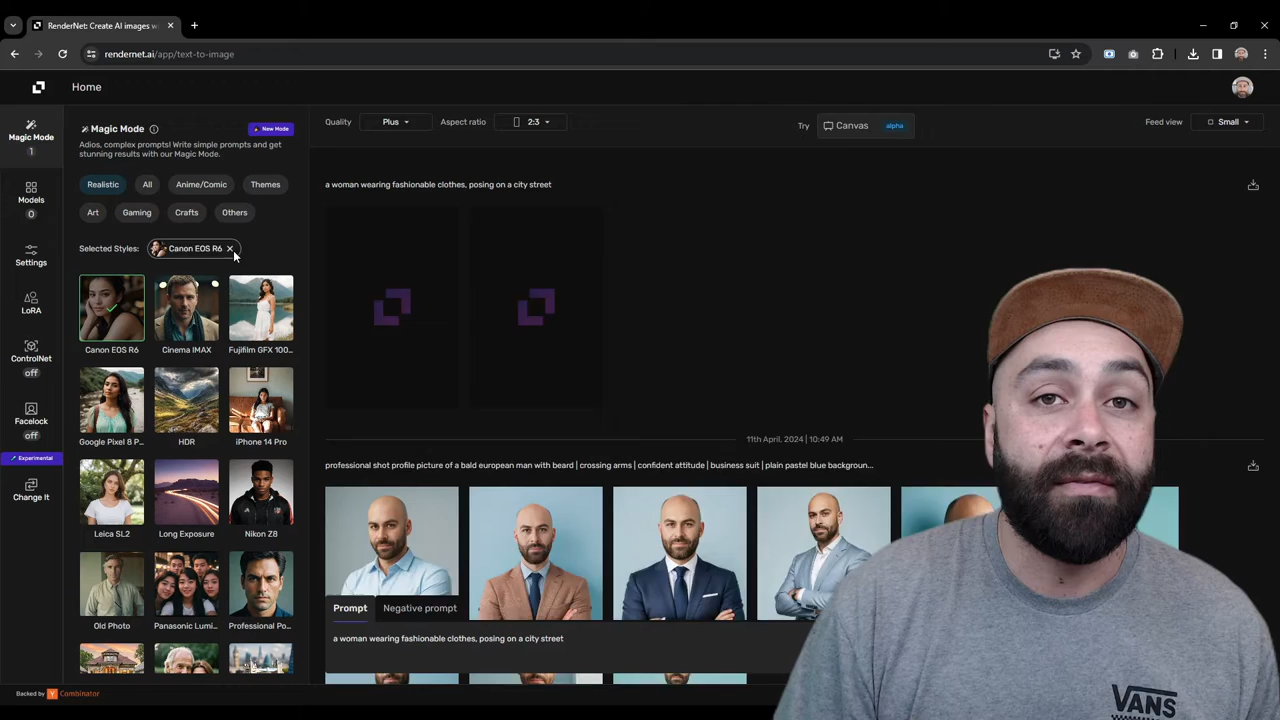 RenderNet: Create AI images w
rendernet.ai/app/text-to-image
Home
Magic Mode
1
Models
0
Settings
LoRA
ControlNet
off
Facelock
off
Experimental
Change It
Magic Mode
New Mode
Adios, complex prompts! Write simple prompts and get
stunning results with our Magic Mode.
Realistic
All
Anime/Comic
Themes
Art
Gaming
Crafts
Others
Selected Styles:
Canon EOS R6
Canon EOS R6
Cinema IMAX
Fujifilm GFX 100...
Google Pixel 8 P...
HDR
iPhone 14 Pro
Leica SL2
Long Exposure
Nikon Z8
Old Photo
Panasonic Lumi...
Professional Po...
Backed by Y Combinator
Quality
Plus
Aspect ratio
2:3
Try
Canvas
alpha
Feed view
Small
a woman wearing fashionable clothes, posing on a city street
11th April, 2024 | 10:49 AM
professional shot profile picture of a bald european man with beard | crossing arms | confident attitude | business suit | plain pastel blue backgroun...
Prompt
Negative prompt
a woman wearing fashionable clothes, posing on a city street
VANS